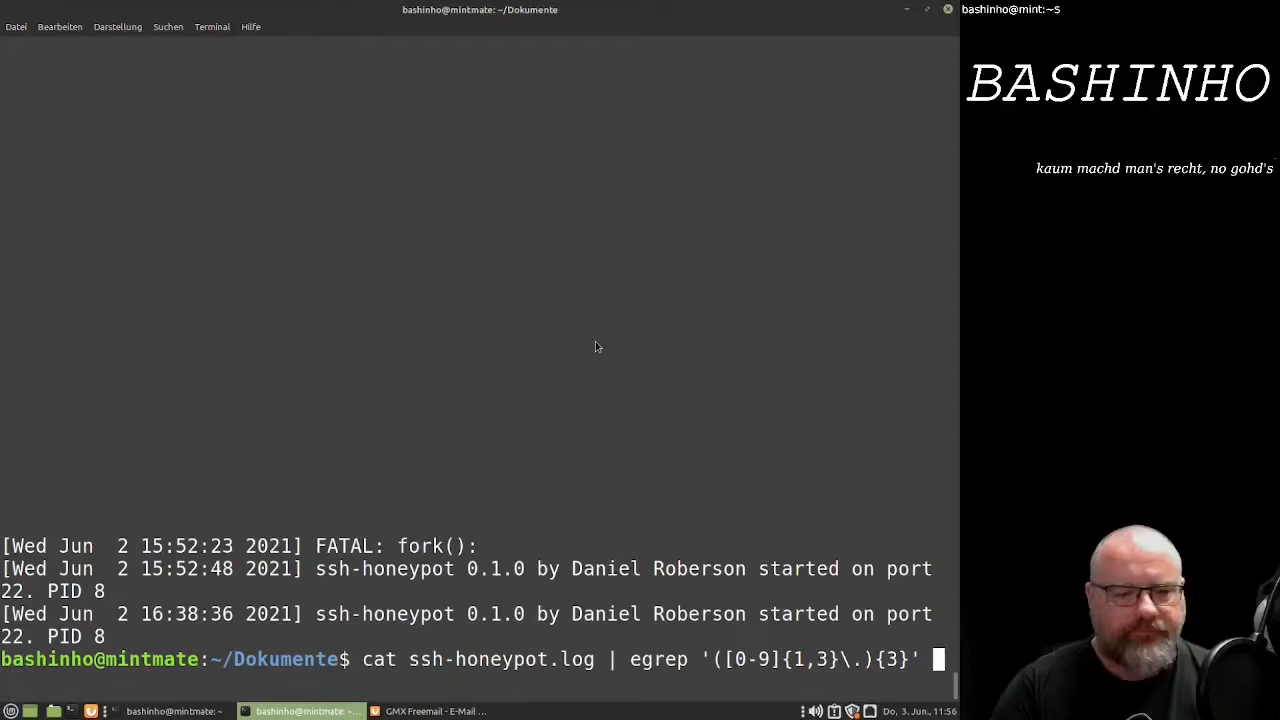 bashinho@mintmate: ~/Dokumente
bashinho@mint:~$
Datei Bearbeiten Darstellung Suchen Terminal Hilfe
BASHINHO
kaum machd man's recht, no gohd's
[Wed Jun  2 15:52:23 2021] FATAL: fork():
[Wed Jun  2 15:52:48 2021] ssh-honeypot 0.1.0 by Daniel Roberson started on port
22. PID 8
[Wed Jun  2 16:38:36 2021] ssh-honeypot 0.1.0 by Daniel Roberson started on port
22. PID 8
bashinho@mintmate:~/Dokumente$ cat ssh-honeypot.log | egrep '([0-9]{1,3}\.){3}'
bashinho@mintmate: ~
bashinho@mintmate: ~...
GMX Freemail - E-Mail ...
Do, 3. Jun., 11:56